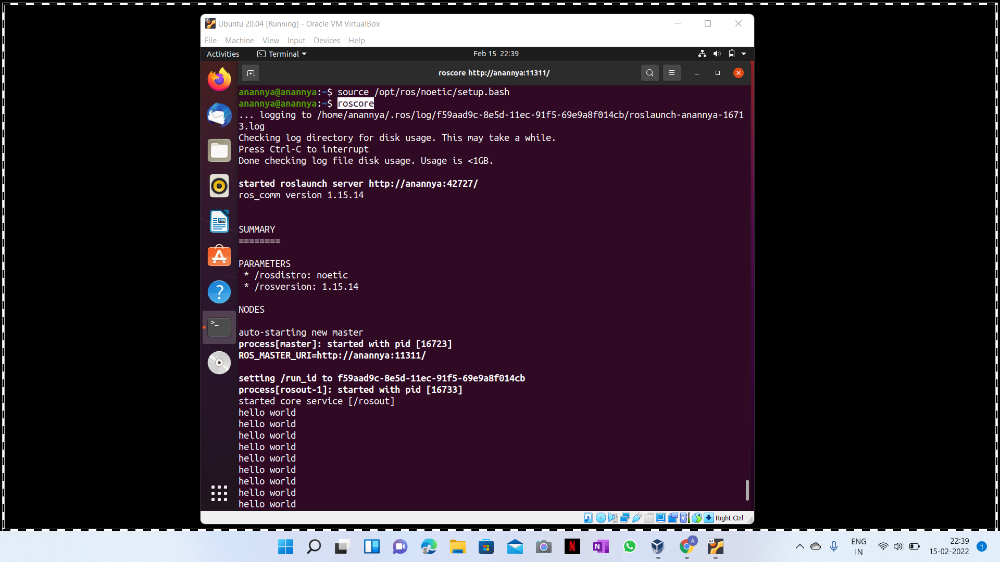 Ubuntu 20.04 [Running] - Oracle VM VirtualBox
File Machine View Input Devices Help
Activities Terminal Feb 15 22:39
roscore http://anannya:11311/
anannya@anannya:~$ source /opt/ros/noetic/setup.bash
anannya@anannya:~$ roscore
... logging to /home/anannya/.ros/log/f59aad9c-8e5d-11ec-91f5-69e9a8f014cb/roslaunch-anannya-1671
3.log
Checking log directory for disk usage. This may take a while.
Press Ctrl-C to interrupt
Done checking log file disk usage. Usage is <1GB.
started roslaunch server http://anannya:42727/
ros_comm version 1.15.14
SUMMARY
========
PARAMETERS
* /rosdistro: noetic
* /rosversion: 1.15.14
NODES
auto-starting new master
process[master]: started with pid [16723]
ROS_MASTER_URI=http://anannya:11311/
setting /run_id to f59aad9c-8e5d-11ec-91f5-69e9a8f014cb
process[rosout-1]: started with pid [16733]
started core service [/rosout]
hello world
hello world
hello world
hello world
hello world
hello world
hello world
hello world
hello world
Right Ctrl
ENG
IN
22:39
15-02-2022
1